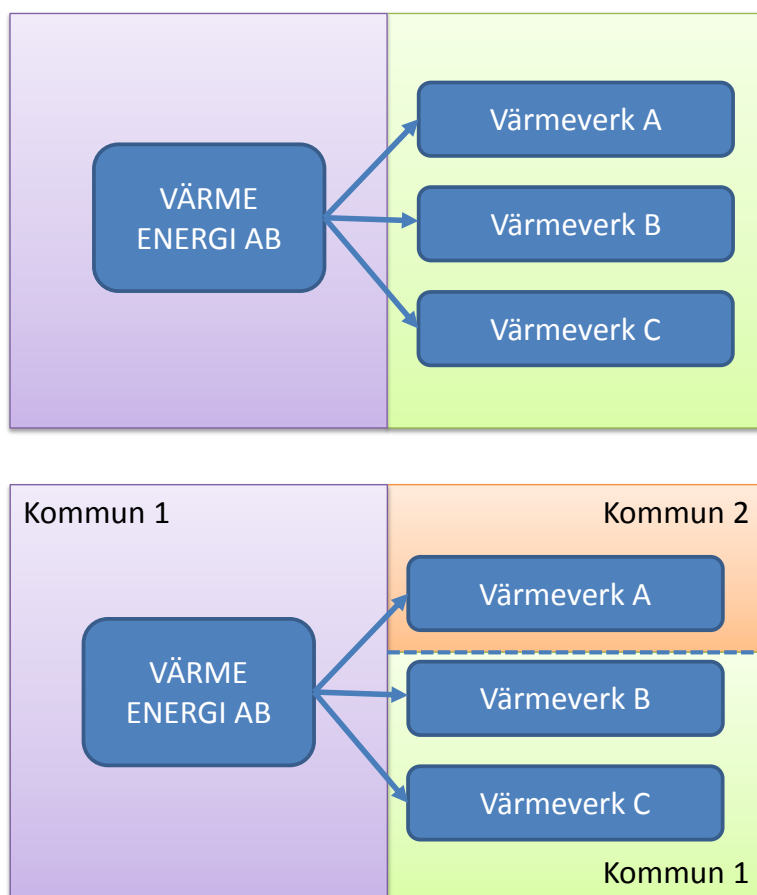 VÄRME
ENERGI AB
Värmeverk A
Värmeverk B
Värmeverk C
Kommun 1
Kommun 2
VÄRME
ENERGI AB
Värmeverk A
Värmeverk B
Värmeverk C
Kommun 1